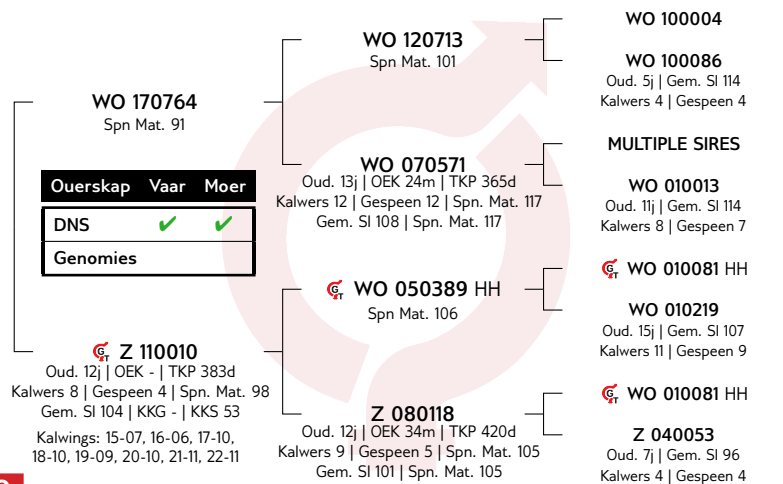 WO 170764
Spn Mat. 91
Ouerskap Vaar Moer
DNS ✔ ✔
Genomies
GT Z 110010
Oud. 12j | OEK - | TKP 383d
Kalwers 8 | Gespeen 4 | Spn. Mat. 98
Gem. SI 104 | KKG - | KKS 53
Kalwings: 15-07, 16-06, 17-10,
18-10, 19-09, 20-10, 21-11, 22-11
WO 120713
Spn Mat. 101
WO 070571
Oud. 13j | OEK 24m | TKP 365d
Kalwers 12 | Gespeen 12 | Spn. Mat. 117
Gem. SI 108 | Spn. Mat. 117
GT WO 050389 HH
Spn Mat. 106
Z 080118
Oud. 12j | OEK 34m | TKP 420d
Kalwers 9 | Gespeen 5 | Spn. Mat. 105
Gem. SI 101 | Spn. Mat. 105
WO 100004
WO 100086
Oud. 5j | Gem. SI 114
Kalwers 4 | Gespeen 4
MULTIPLE SIRES
WO 010013
Oud. 11j | Gem. SI 114
Kalwers 8 | Gespeen 7
GT WO 010081 HH
WO 010219
Oud. 15j | Gem. SI 107
Kalwers 11 | Gespeen 9
GT WO 010081 HH
Z 040053
Oud. 7j | Gem. SI 96
Kalwers 4 | Gespeen 4